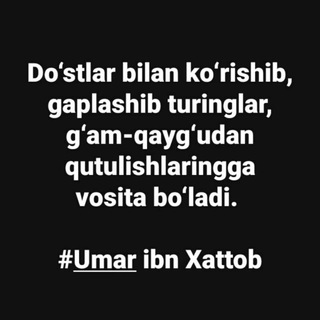 Do‘stlar bilan ko‘rishib,
gaplashib turinglar,
g‘am-qayg‘udan
qutulishlaringga
vosita bo‘ladi.
#Umar ibn Xattob